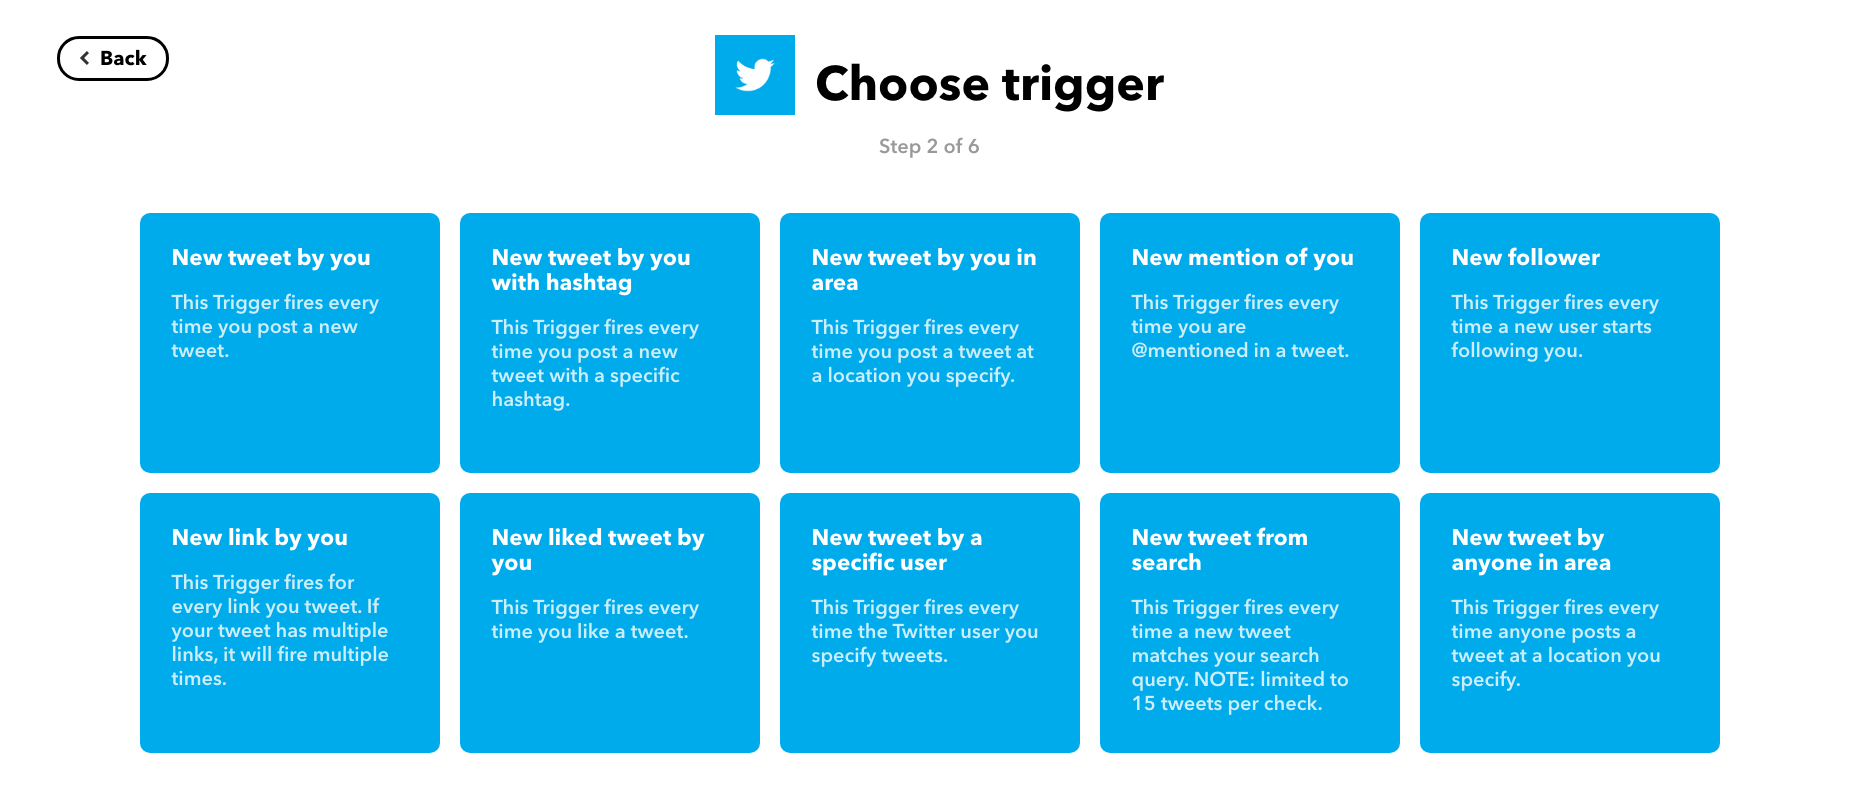 Back
Choose trigger
Step 2 of 6
New tweet by you
This Trigger fires every
time you post a new
tweet.
New tweet by you
with hashtag
This Trigger fires every
time you post a new
tweet with a specific
hashtag.
New tweet by you in
area
This Trigger fires every
time you post a tweet at
a location you specify.
New mention of you
This Trigger fires every
time you are
@mentioned in a tweet.
New follower
This Trigger fires every
time a new user starts
following you.
New link by you
This Trigger fires for
every link you tweet. If
your tweet has multiple
links, it will fire multiple
times.
New liked tweet by
you
This Trigger fires every
time you like a tweet.
New tweet by a
specific user
This Trigger fires every
time the Twitter user you
specify tweets.
New tweet from
search
This Trigger fires every
time a new tweet
matches your search
query. NOTE: limited to
15 tweets per check.
New tweet by
anyone in area
This Trigger fires every
time anyone posts a
tweet at a location you
specify.